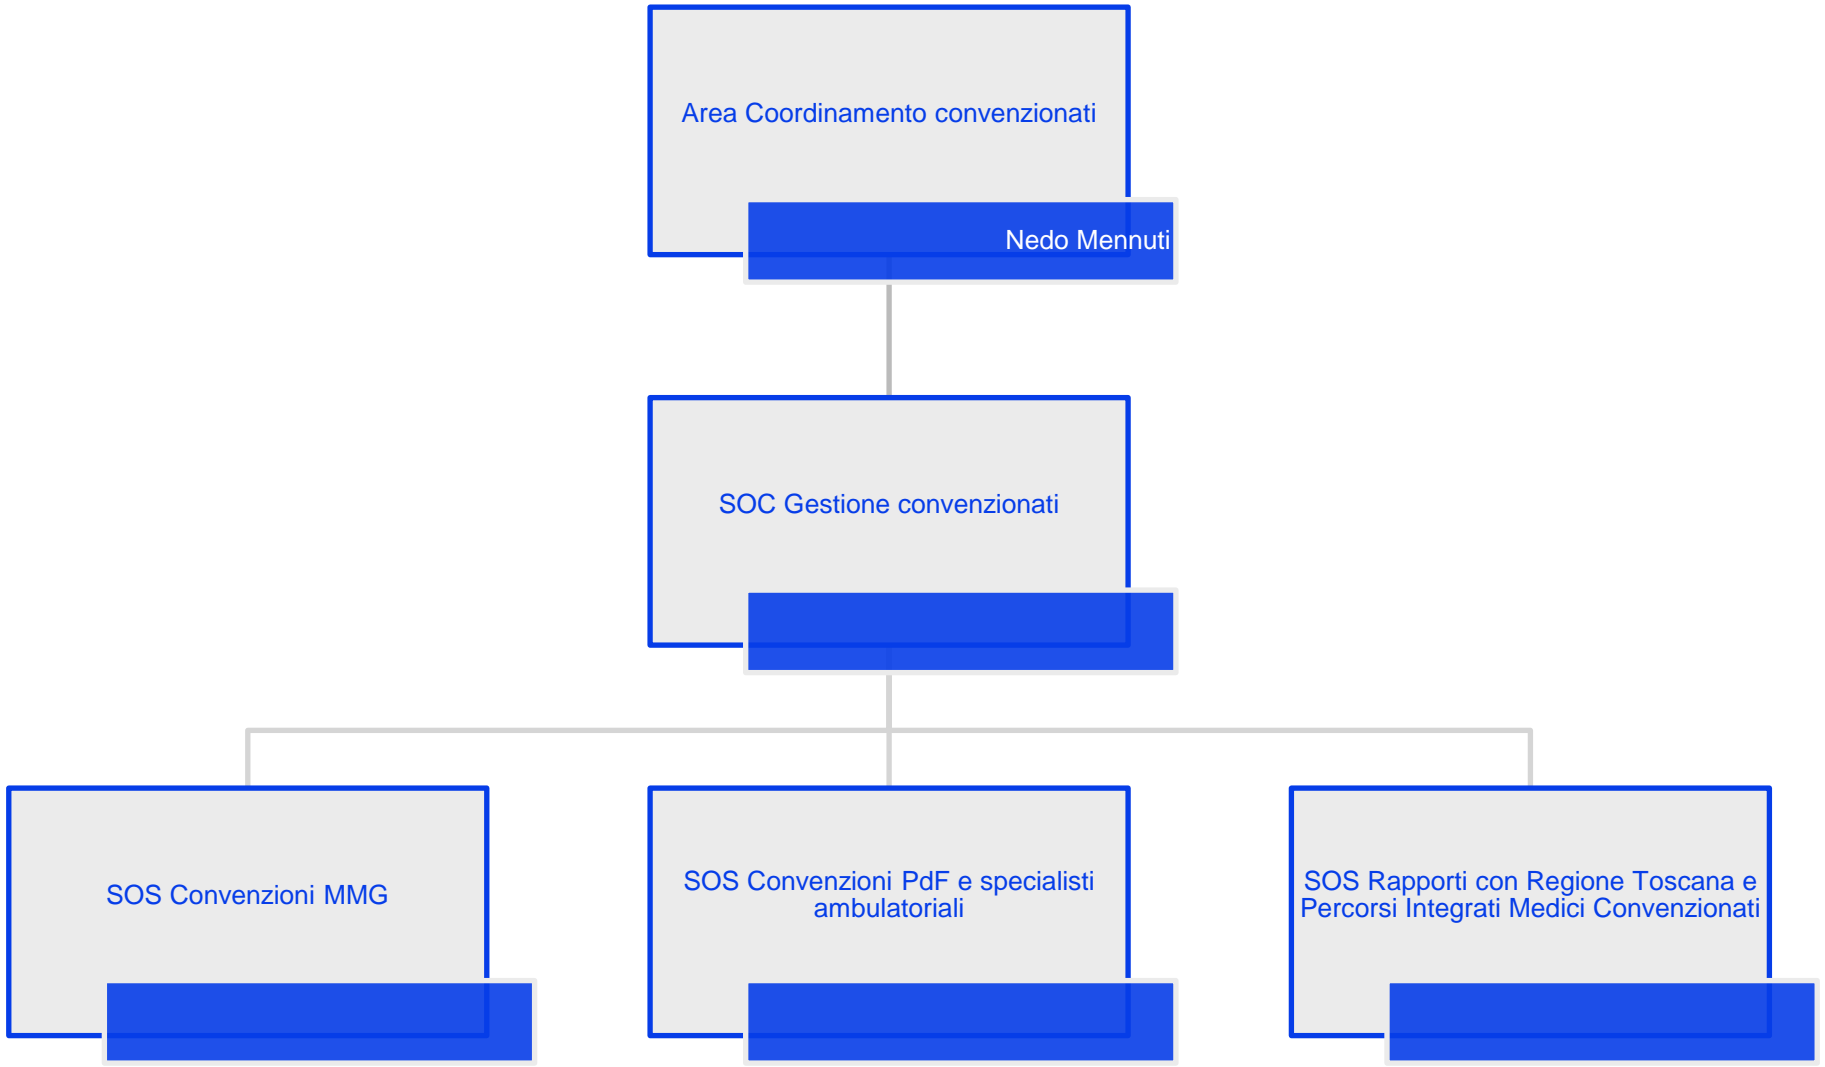 Area Coordinamento convenzionati
Nedo Mennuti
SOC Gestione convenzionati
SOS Convenzioni MMG
SOS Convenzioni PdF e specialisti
ambulatoriali
SOS Rapporti con Regione Toscana e
Percorsi Integrati Medici Convenzionati